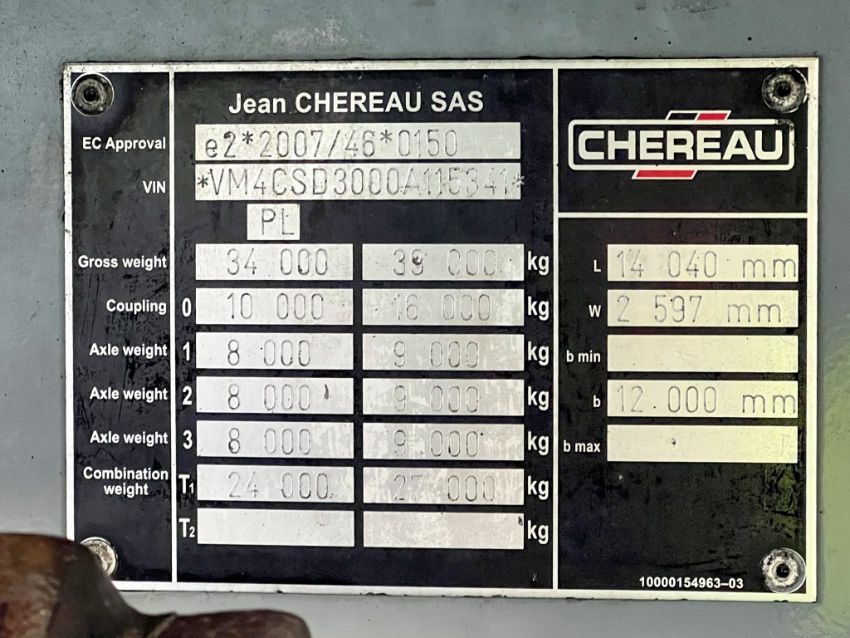 Jean CHEREAU SAS
EC Approval e2*2007/46*0150
VIN *VM4CSD3000A115341*
PL
Gross weight 34 000 39 000 kg
Coupling 0 10 000 16 000 kg
Axle weight 1 8 000 9 000 kg
Axle weight 2 8 000 9 000 kg
Axle weight 3 8 000 9 000 kg
Combination
weight T1 24 000 27 000 kg
T2 kg
CHEREAU
L 14 040 mm
W 2 597 mm
b min
b 12 000 mm
b max
10000154963-03